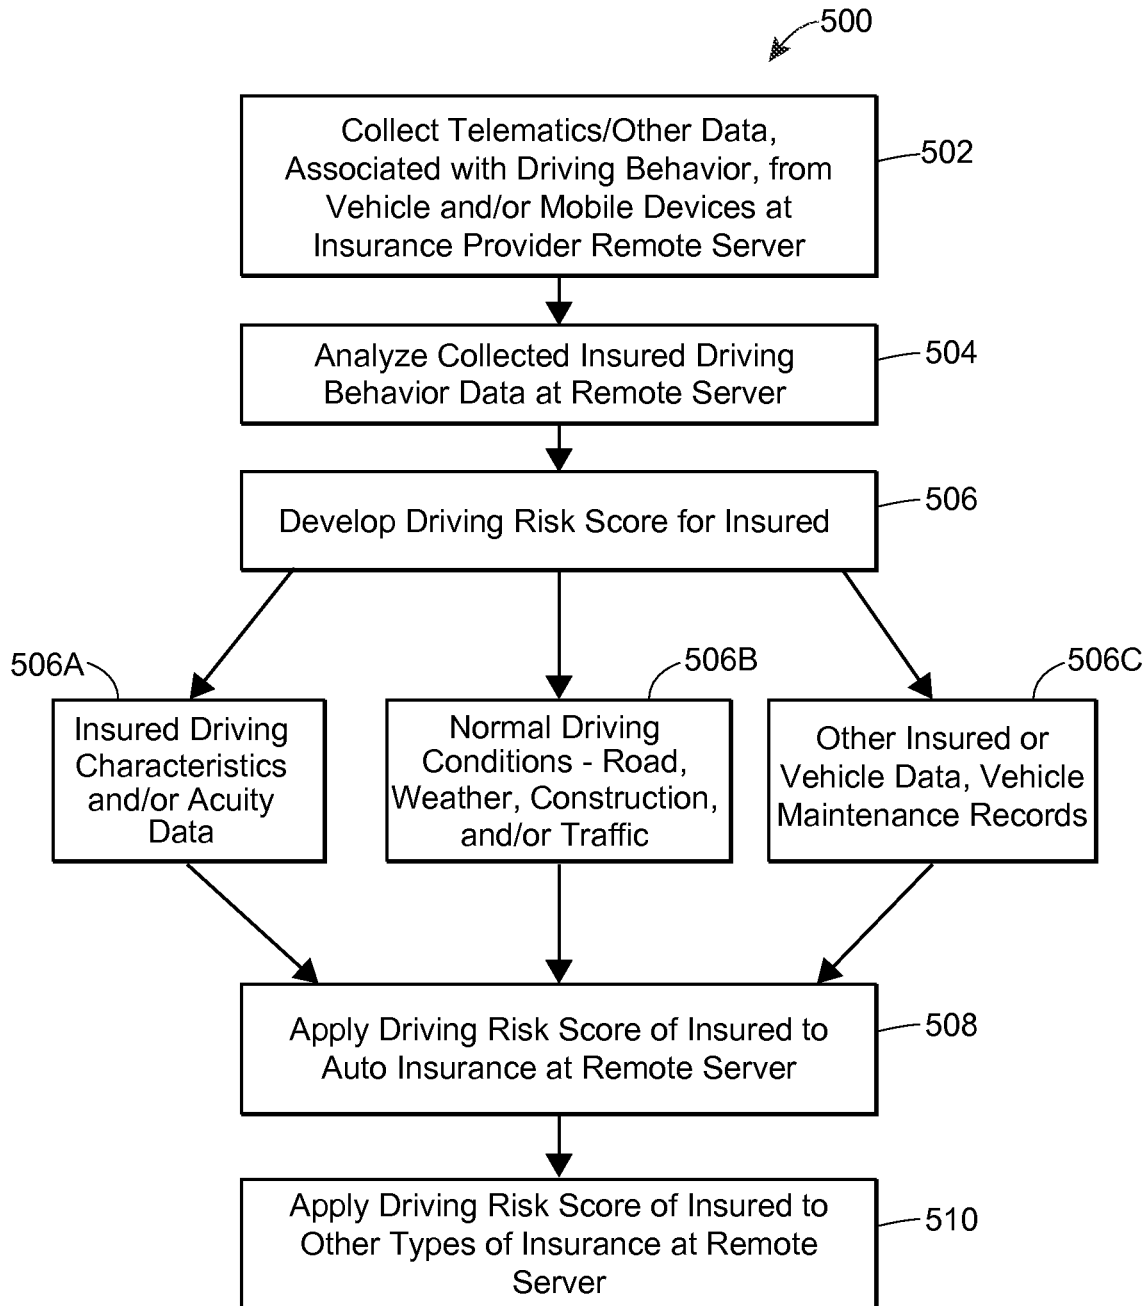 500
Collect Telematics/Other Data,
Associated with Driving Behavior, from
Vehicle and/or Mobile Devices at
Insurance Provider Remote Server
502
Analyze Collected Insured Driving
Behavior Data at Remote Server
504
Develop Driving Risk Score for Insured
506
506A
Insured Driving
Characteristics
and/or Acuity
Data
506B
Normal Driving
Conditions - Road,
Weather, Construction,
and/or Traffic
506C
Other Insured or
Vehicle Data, Vehicle
Maintenance Records
Apply Driving Risk Score of Insured to
Auto Insurance at Remote Server
508
Apply Driving Risk Score of Insured to
Other Types of Insurance at Remote
Server
510